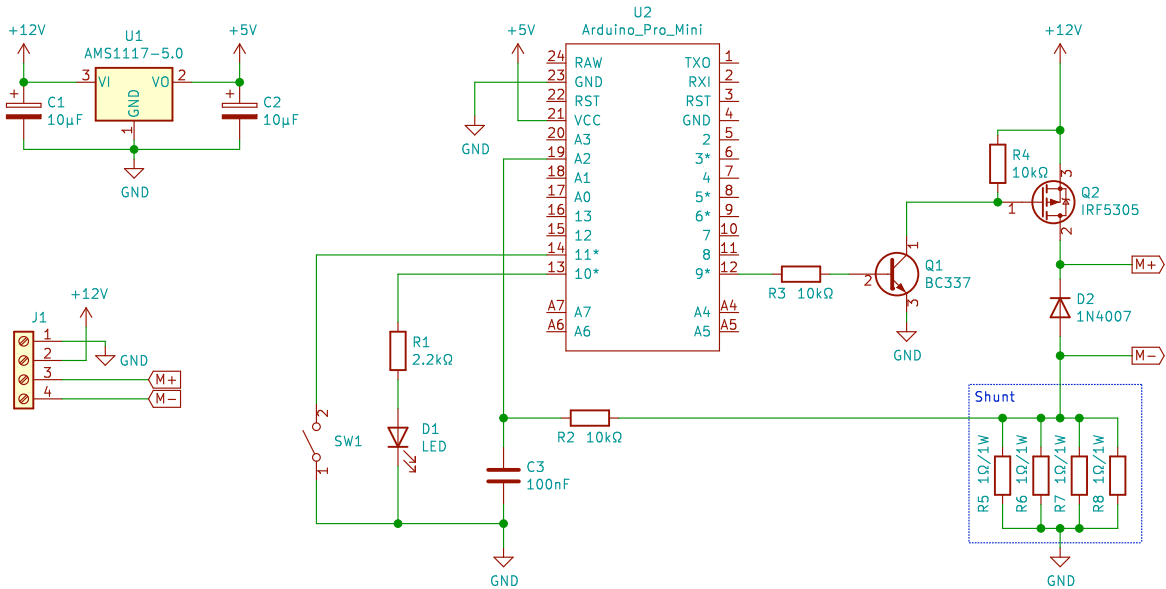 +12V
U1
AMS1117-5.0
+5V
3
VI
VO
2
GND
1
+
C1
10µF
+
C2
10µF
GND
+5V
U2
Arduino_Pro_Mini
24 RAW
23 GND
22 RST
21 VCC
20 A3
19 A2
18 A1
17 A0
16 13
15 12
14 11*
13 10*
A7 A7
A6 A6
TXO 1
RXI 2
RST 3
GND 4
2 5
3* 6
4 7
5* 8
6* 9
7 10
8 11
9* 12
A4 A4
A5 A5
GND
+12V
R4
10kΩ
3
1
2
Q2
IRF5305
R3 10kΩ
1
2
3
Q1
BC337
GND
M+
D2
1N4007
M-
+12V
J1
1
2
3
4
GND
M+
M-
R1
2.2kΩ
2
SW1
1
D1
LED
R2 10kΩ
C3
100nF
GND
Shunt
R5 1Ω/1W
R6 1Ω/1W
R7 1Ω/1W
R8 1Ω/1W
GND